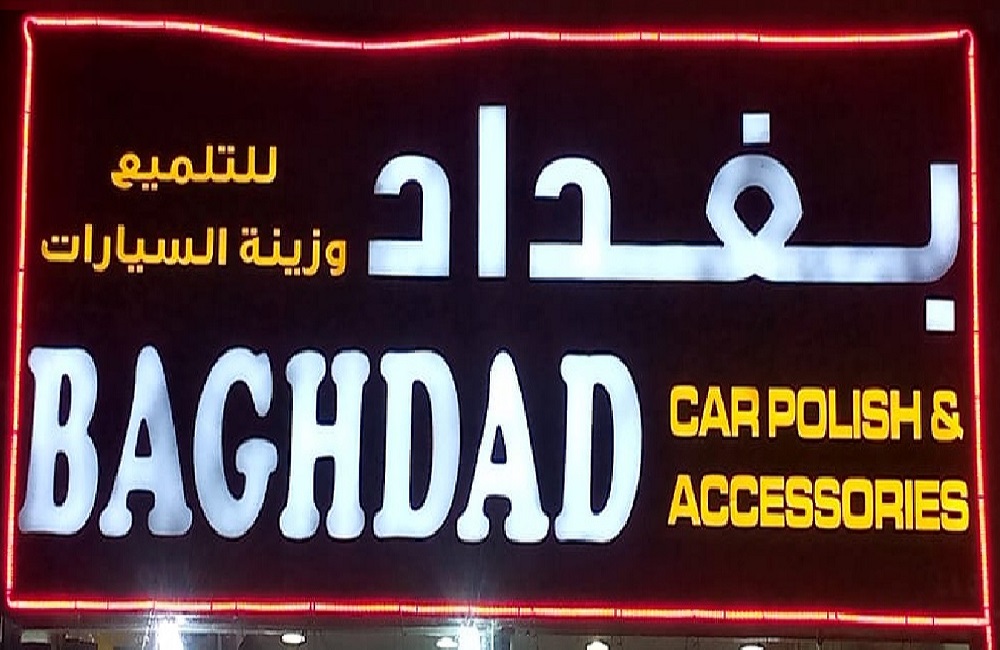 بغداد
للتلميع
وزينة السيارات
BAGHDAD
CAR POLISH &
ACCESSORIES